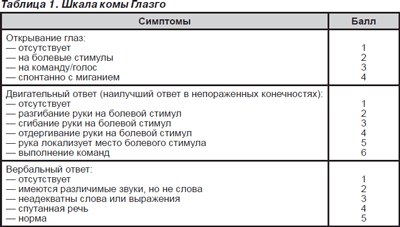 Таблица 1. Шкала комы Глазго
Симптомы Балл
Открывание глаз:
— отсутствует 1
— на болевые стимулы 2
— на команду/голос 3
— спонтанно с миганием 4
Двигательный ответ (наилучший ответ в непораженных конечностях):
— отсутствует 1
— разгибание руки на болевой стимул 2
— сгибание руки на болевой стимул 3
— отдергивание руки на болевой стимул 4
— рука локализует место болевого стимула 5
— выполнение команд 6
Вербальный ответ:
— отсутствует 1
— имеются различимые звуки, но не слова 2
— неадекватны слова или выражения 3
— спутанная речь 4
— норма 5